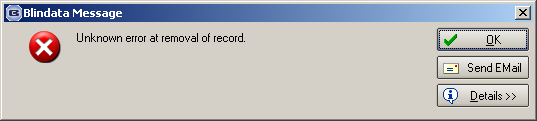 Blindata Message
Unknown error at removal of record.
OK
Send EMail
Details >>